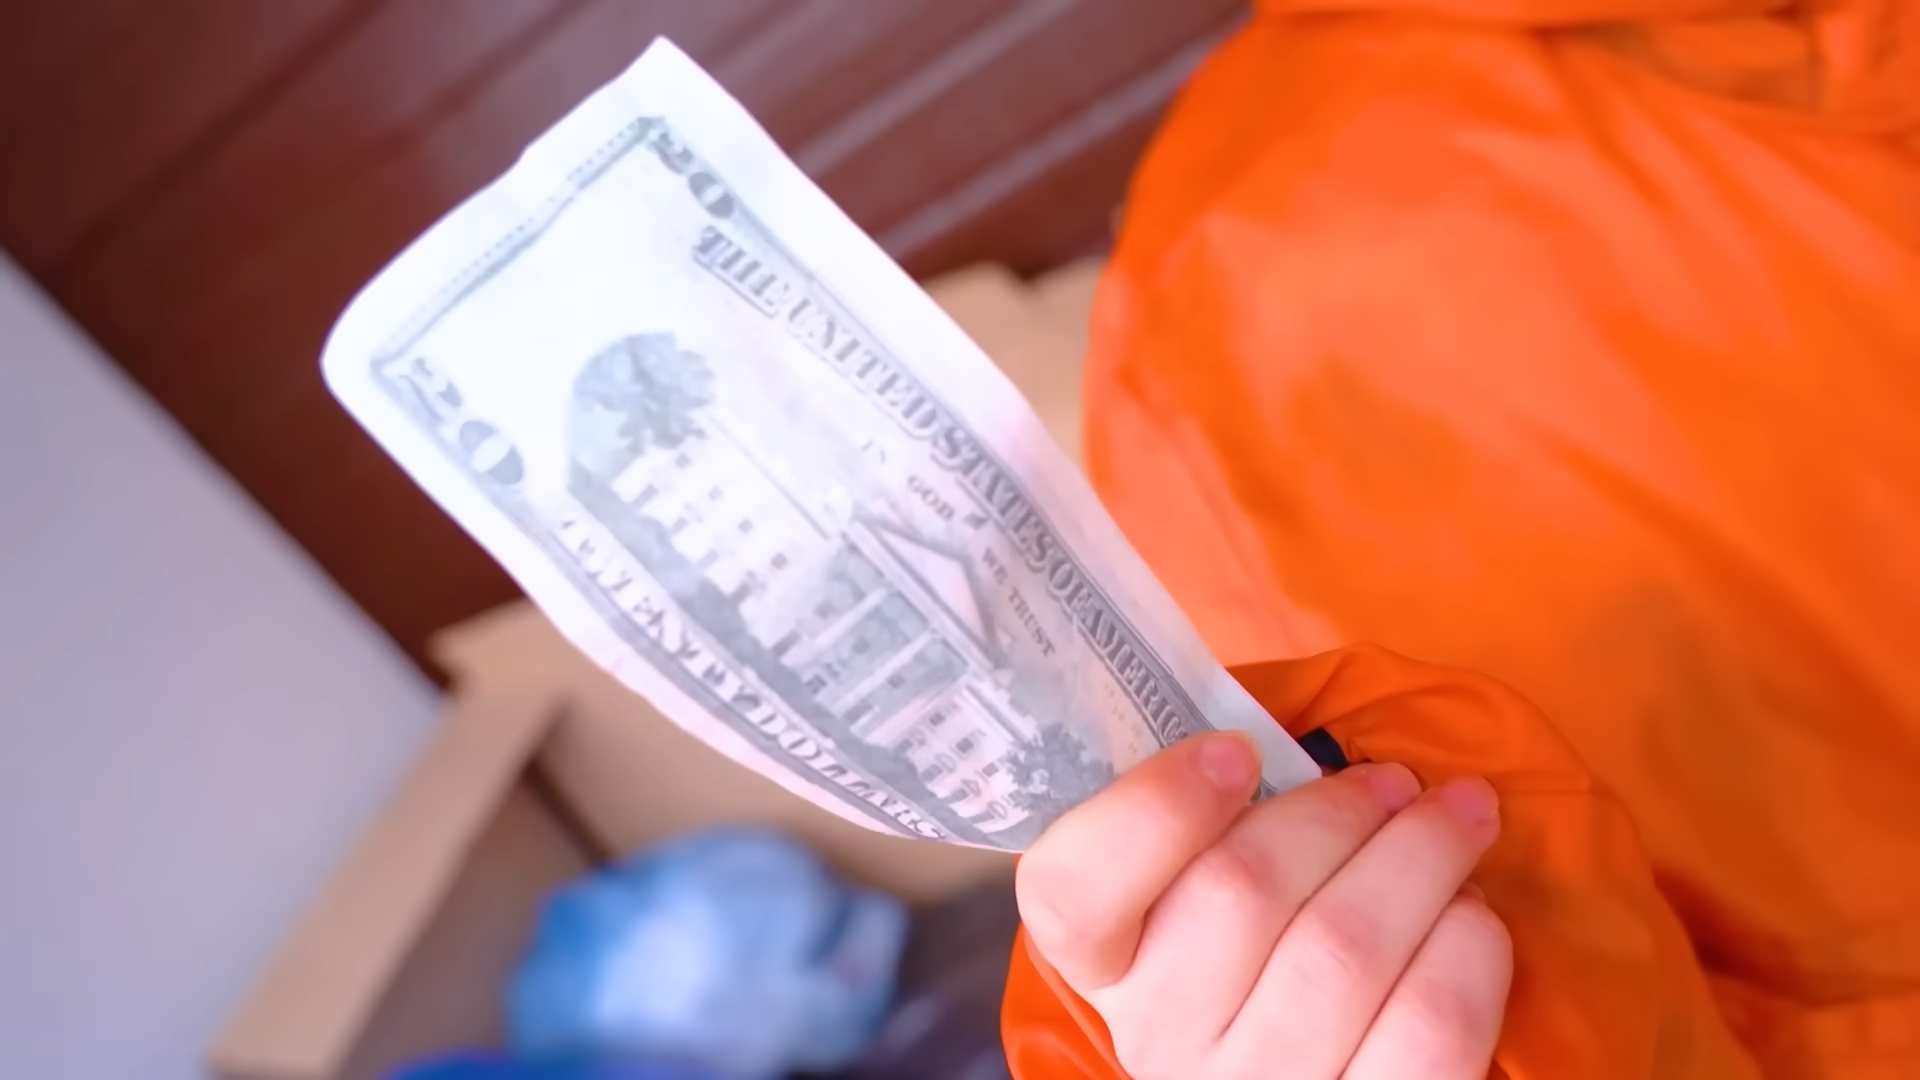 20
THE UNITED STATES OF AMERICA
IN GOD WE TRUST
20
TWENTY DOLLARS